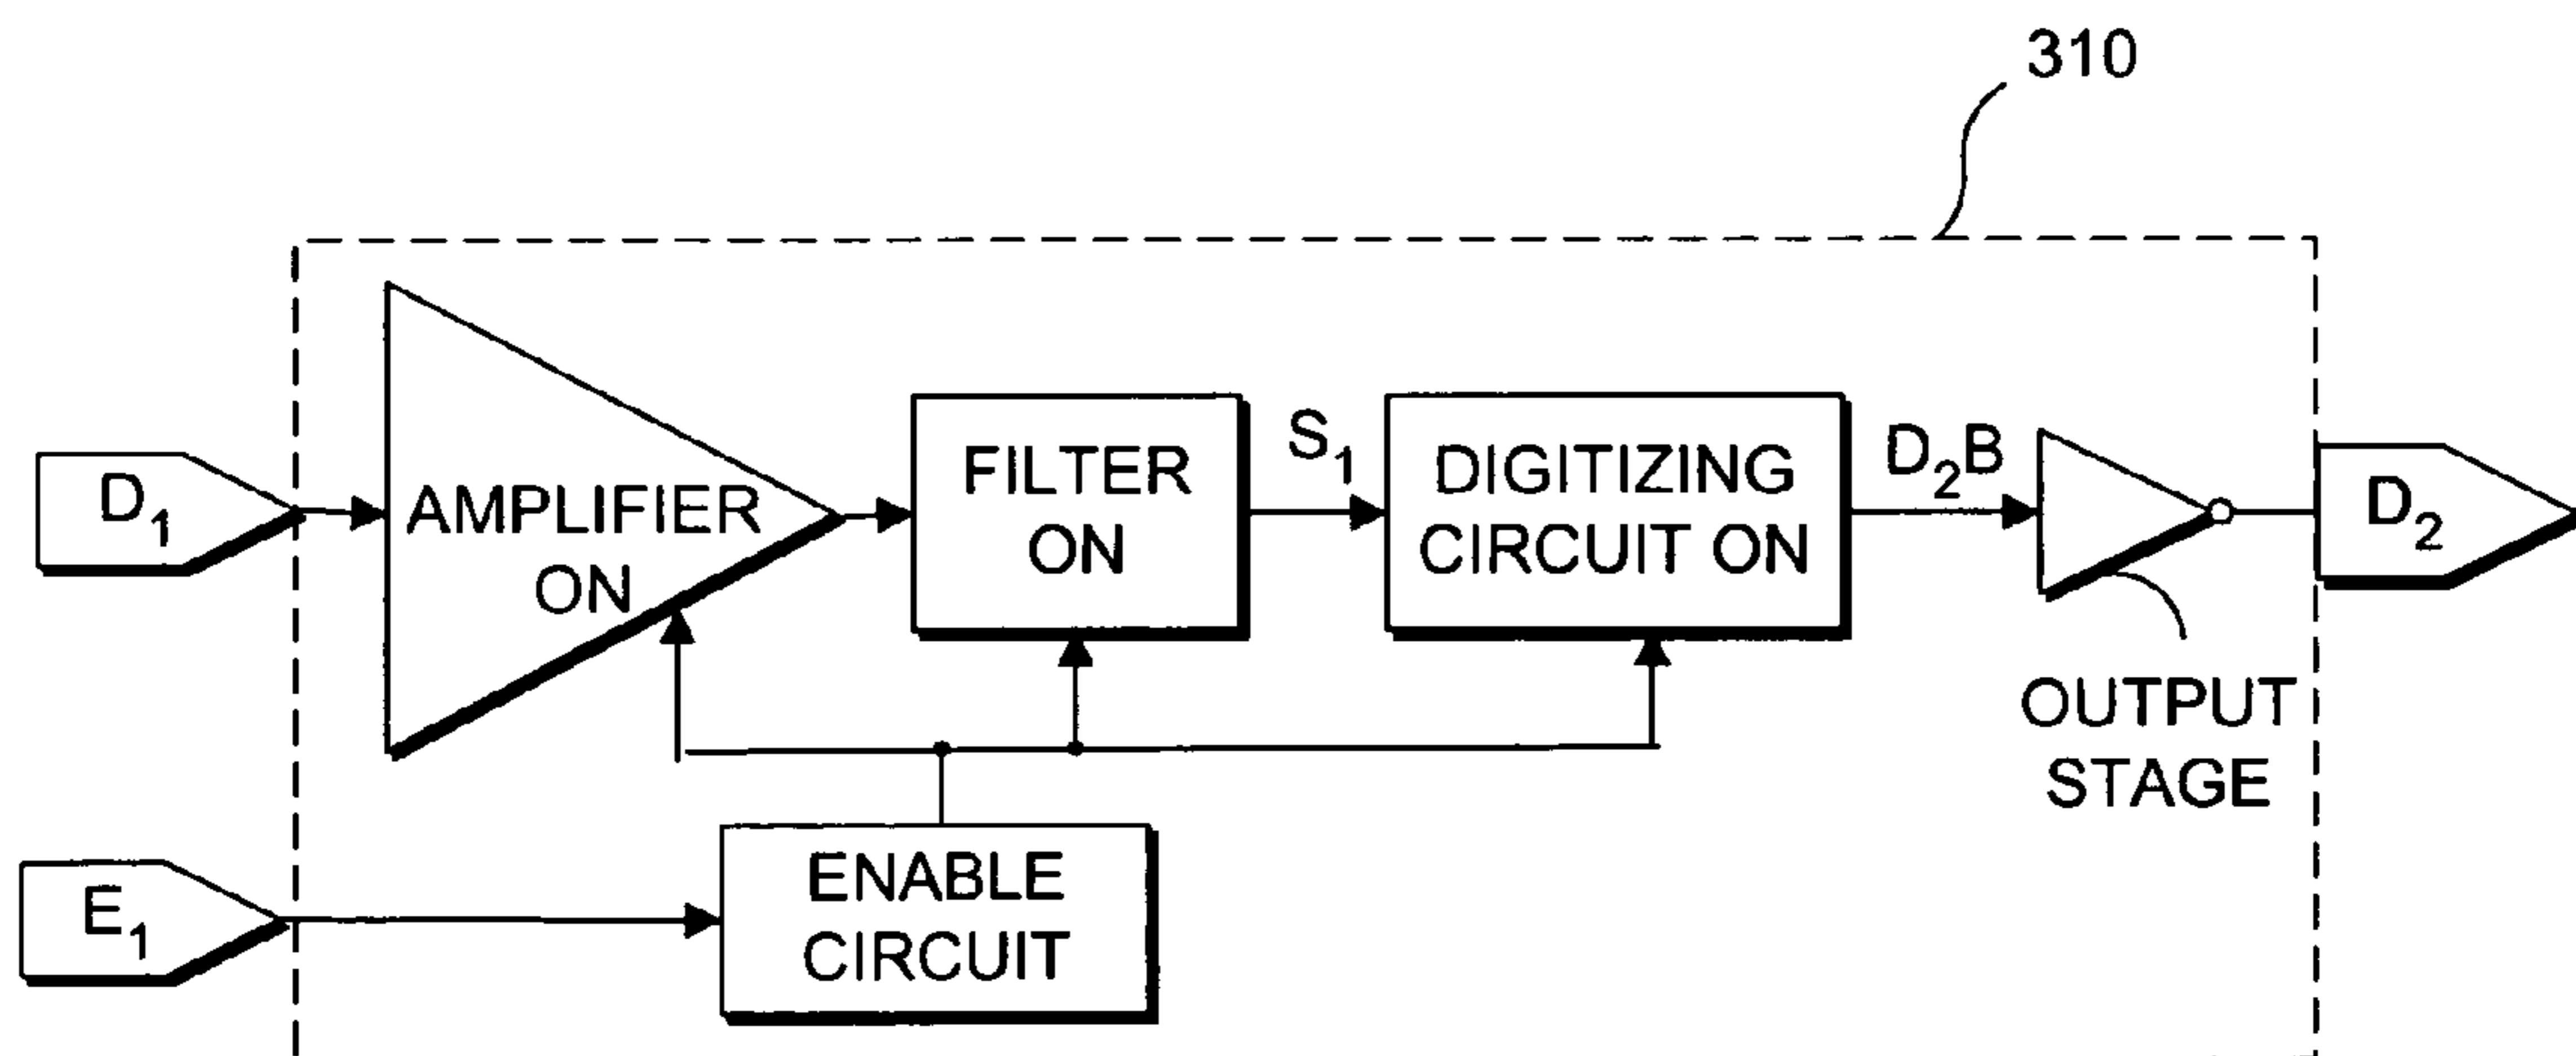 310
D₁
AMPLIFIER
ON
FILTER
ON
S₁
DIGITIZING
CIRCUIT ON
D₂B
D₂
OUTPUT
STAGE
E₁
ENABLE
CIRCUIT